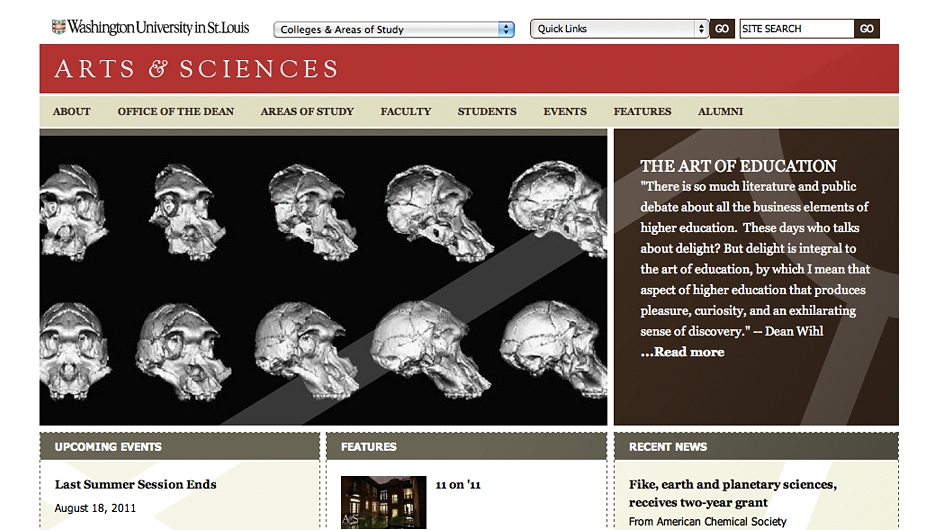 Washington University in St. Louis
Colleges & Areas of Study
Quick Links
GO
SITE SEARCH
GO
ARTS & SCIENCES
ABOUT
OFFICE OF THE DEAN
AREAS OF STUDY
FACULTY
STUDENTS
EVENTS
FEATURES
ALUMNI
THE ART OF EDUCATION
"There is so much literature and public
debate about all the business elements of
higher education.  These days who talks
about delight? But delight is integral to
the art of education, by which I mean that
aspect of higher education that produces
pleasure, curiosity, and an exhilarating
sense of discovery." -- Dean Wihl
...Read more
UPCOMING EVENTS
Last Summer Session Ends
August 18, 2011
FEATURES
11 on '11
A&S
RECENT NEWS
Fike, earth and planetary sciences,
receives two-year grant
From American Chemical Society